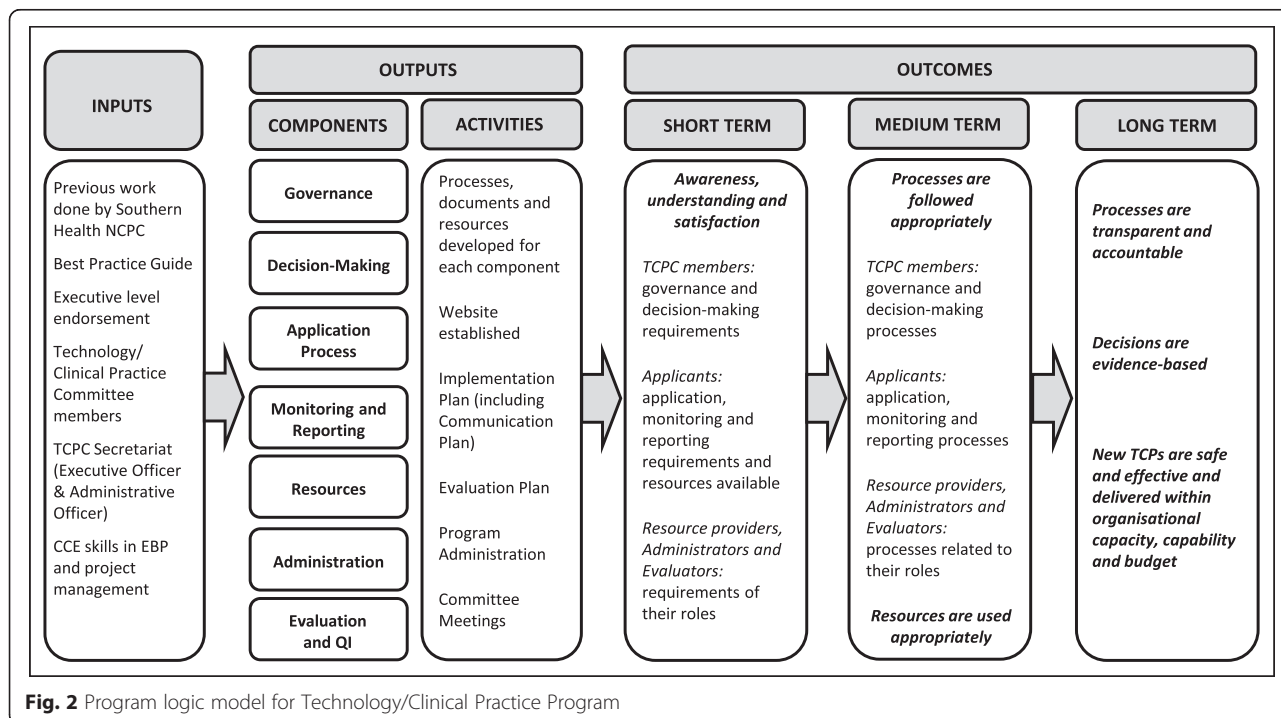 INPUTS
Previous work
done by Southern
Health NCPC
Best Practice Guide
Executive level
endorsement
Technology/
Clinical Practice
Committee
members
TCPC Secretariat
(Executive Officer
& Administrative
Officer)
CCE skills in EBP
and project
management
OUTPUTS
COMPONENTS
Governance
Decision-Making
Application
Process
Monitoring and
Reporting
Resources
Administration
Evaluation
and QI
ACTIVITIES
Processes,
documents and
resources
developed for
each component
Website
established
Implementation
Plan (including
Communication
Plan)
Evaluation Plan
Program
Administration
Committee
Meetings
OUTCOMES
SHORT TERM
Awareness,
understanding and
satisfaction
TCPC members:
governance and
decision-making
requirements
Applicants:
application,
monitoring and
reporting
requirements and
resources available
Resource providers,
Administrators and
Evaluators:
requirements of
their roles
MEDIUM TERM
Processes are
followed
appropriately
TCPC members:
governance and
decision-making
processes
Applicants:
application,
monitoring and
reporting processes
Resource providers,
Administrators and
Evaluators:
processes related to
their roles
Resources are used
appropriately
LONG TERM
Processes are
transparent and
accountable
Decisions are
evidence-based
New TCPs are safe
and effective and
delivered within
organisational
capacity, capability
and budget
Fig. 2 Program logic model for Technology/Clinical Practice Program